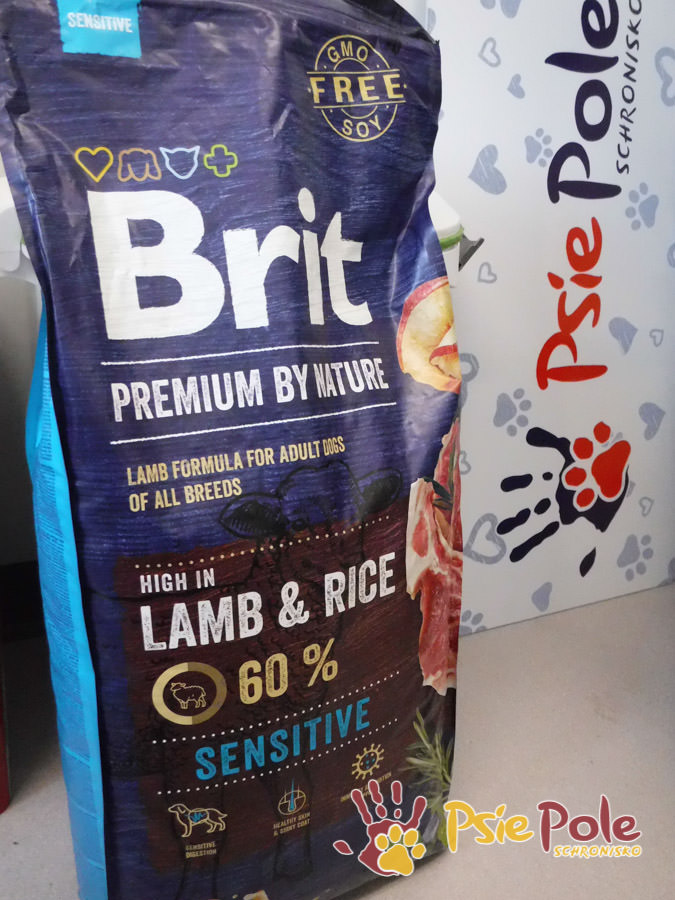 SENSITIVE
GMO
FREE
SOY
Brit
PREMIUM BY NATURE
LAMB FORMULA FOR ADULT DOGS
OF ALL BREEDS
HIGH IN
LAMB & RICE
60 %
SENSITIVE
SENSITIVE
DIGESTION
HEALTHY SKIN
& SHINY COAT
Psie Pole
SCHRONISKO
Psie Pole
SCHRONISKO